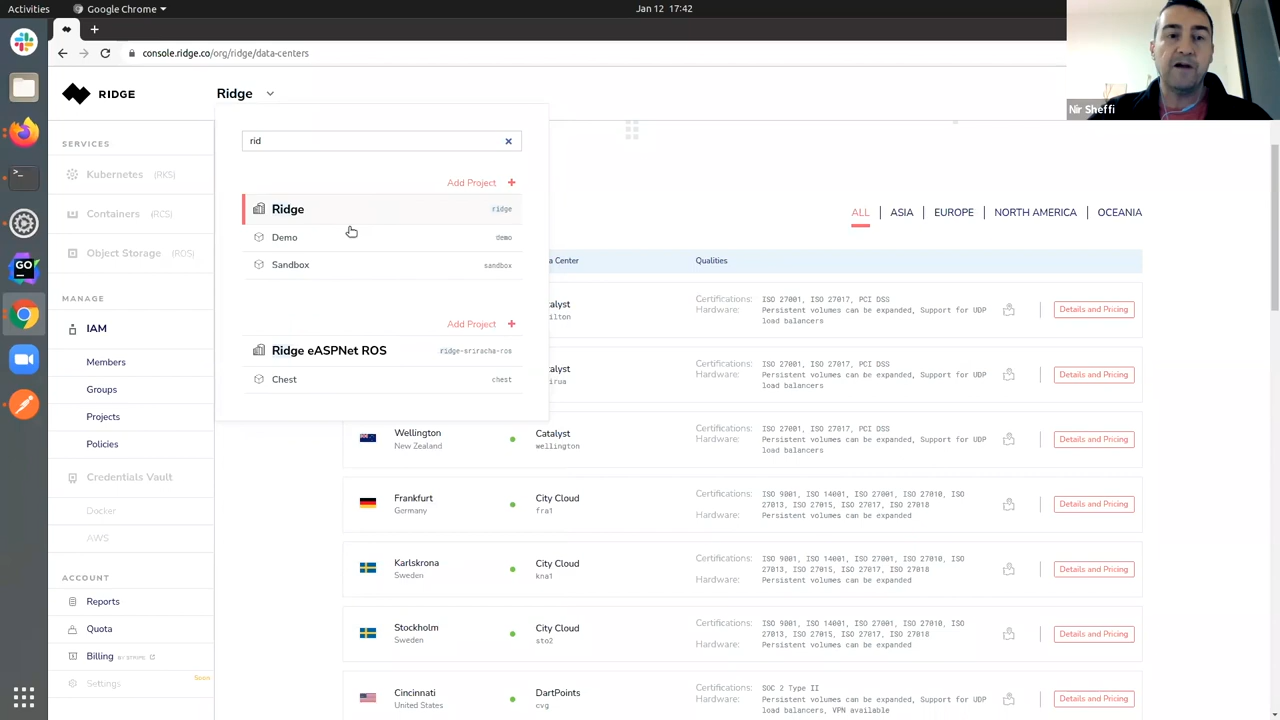 Activities
Google Chrome
Jan 12 17:42
console.ridge.co/org/ridge/data-centers
Nir Sheffi
RIDGE
Ridge
SERVICES
Kubernetes (RKS)
Containers (RCS)
Object Storage (ROS)
MANAGE
IAM
Members
Groups
Projects
Policies
Credentials Vault
Docker
AWS
ACCOUNT
Reports
Quota
Billing BY STRIPE
Settings
Soon
rid
Add Project +
Ridge
ridge
Demo
demo
Sandbox
sandbox
Add Project +
Ridge eASPNet ROS
ridge-sriracha-ros
Chest
chest
ALL
ASIA
EUROPE
NORTH AMERICA
OCEANIA
a Center
Qualities
atalyst
ilton
Certifications: ISO 27001, ISO 27017, PCI DSS
Hardware: Persistent volumes can be expanded, Support for UDP
load balancers
Details and Pricing
atalyst
irua
Certifications: ISO 27001, ISO 27017, PCI DSS
Hardware: Persistent volumes can be expanded, Support for UDP
load balancers
Details and Pricing
Wellington
New Zealand
Catalyst
wellington
Certifications: ISO 27001, ISO 27017, PCI DSS
Hardware: Persistent volumes can be expanded, Support for UDP
load balancers
Details and Pricing
Frankfurt
Germany
City Cloud
fra1
Certifications: ISO 9001, ISO 14001, ISO 27001, ISO 27010, ISO
27013, ISO 27015, ISO 27017, ISO 27018
Hardware: Persistent volumes can be expanded
Details and Pricing
Karlskrona
Sweden
City Cloud
kna1
Certifications: ISO 9001, ISO 14001, ISO 27001, ISO 27010, ISO
27013, ISO 27015, ISO 27017, ISO 27018
Hardware: Persistent volumes can be expanded
Details and Pricing
Stockholm
Sweden
City Cloud
sto2
Certifications: ISO 9001, ISO 14001, ISO 27001, ISO 27010, ISO
27013, ISO 27015, ISO 27017, ISO 27018
Hardware: Persistent volumes can be expanded
Details and Pricing
Cincinnati
United States
DartPoints
cvg
Certifications: SOC 2 Type II
Hardware: Persistent volumes can be expanded, Support for UDP
load balancers, VPN available
Details and Pricing
GO